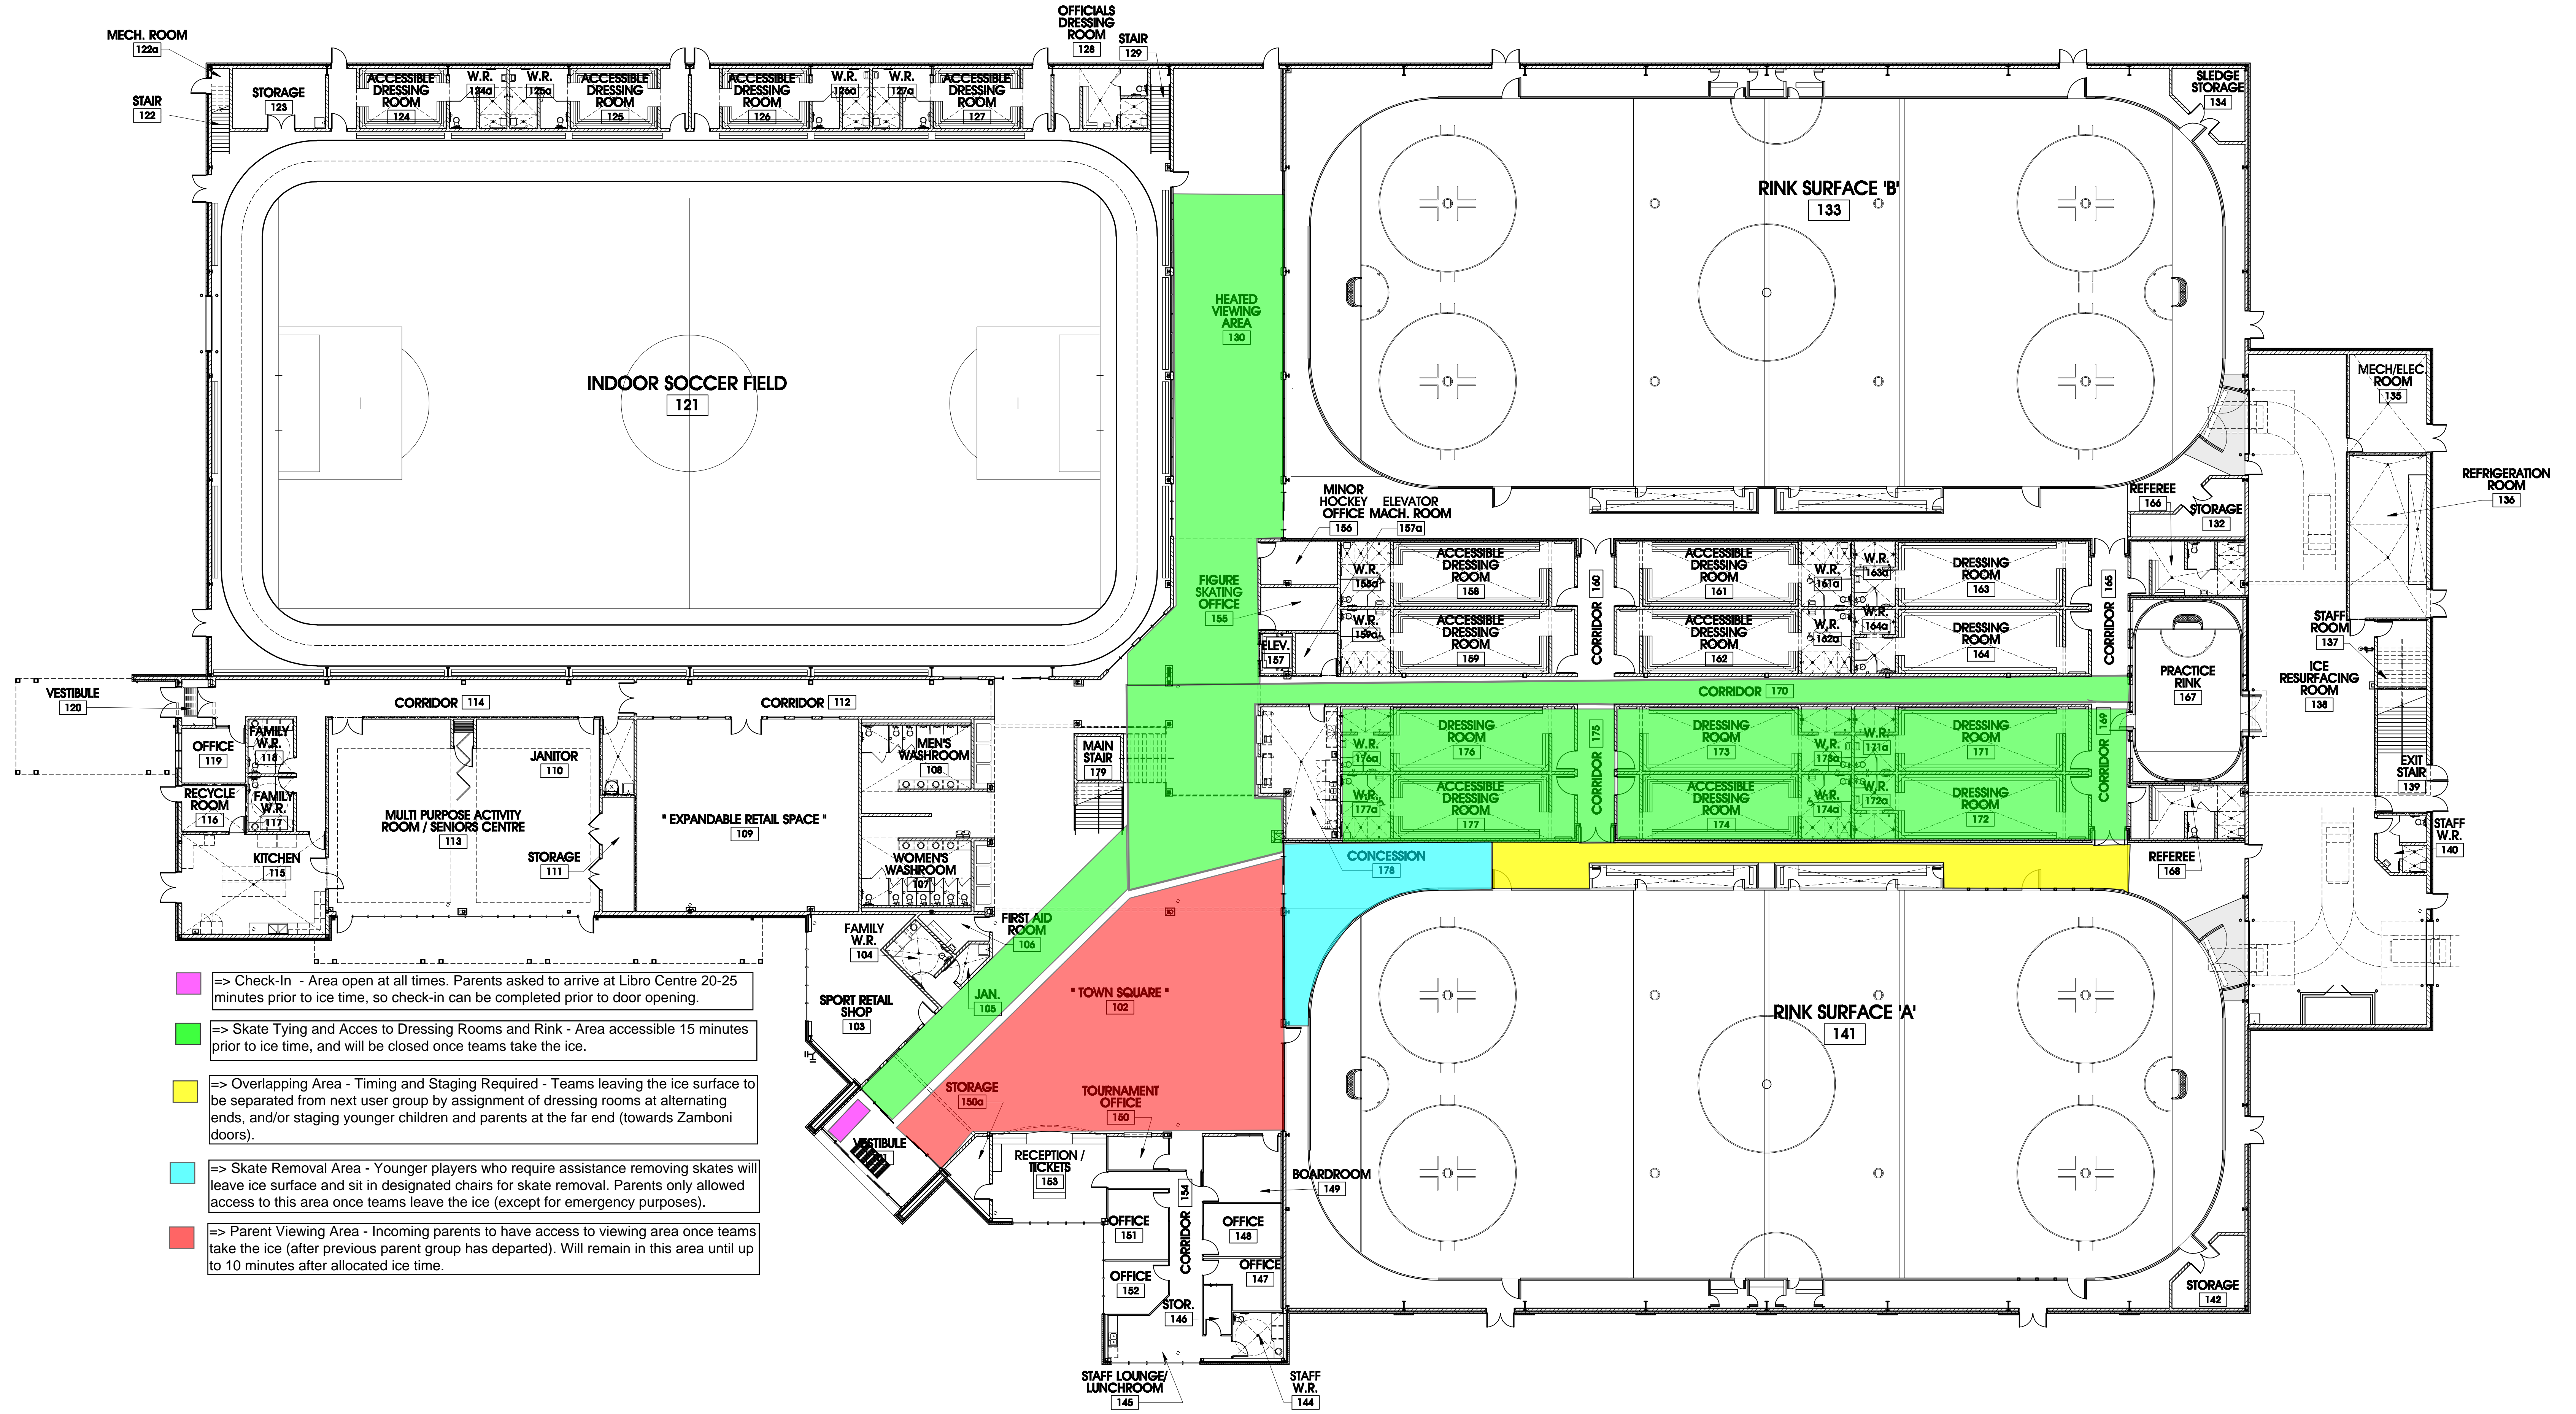 MECH. ROOM
122a
STAIR
122
STORAGE
123
ACCESSIBLE
DRESSING
ROOM
124
W.R.
124a
W.R.
125a
ACCESSIBLE
DRESSING
ROOM
125
ACCESSIBLE
DRESSING
ROOM
126
W.R.
126a
W.R.
127a
ACCESSIBLE
DRESSING
ROOM
127
OFFICIALS
DRESSING
ROOM
128
STAIR
129
SLEDGE
STORAGE
134
RINK SURFACE 'B'
133
HEATED
VIEWING
AREA
130
INDOOR SOCCER FIELD
121
MECH/ELEC.
ROOM
135
REFRIGERATION
ROOM
136
MINOR
HOCKEY
OFFICE
156
ELEVATOR
MACH. ROOM
157a
REFEREE
166
STORAGE
132
FIGURE
SKATING
OFFICE
155
ELEV.
157
W.R.
158a
ACCESSIBLE
DRESSING
ROOM
158
W.R.
159a
ACCESSIBLE
DRESSING
ROOM
159
CORRIDOR 160
ACCESSIBLE
DRESSING
ROOM
161
W.R.
161a
W.R.
163a
DRESSING
ROOM
163
ACCESSIBLE
DRESSING
ROOM
162
W.R.
162a
W.R.
164a
DRESSING
ROOM
164
CORRIDOR 165
PRACTICE
RINK
167
STAFF
ROOM
137
ICE
RESURFACING
ROOM
138
EXIT
STAIR
139
STAFF
W.R.
140
CORRIDOR 170
VESTIBULE
120
CORRIDOR 114
CORRIDOR 112
OFFICE
119
FAMILY
W.R.
118
RECYCLE
ROOM
116
FAMILY
W.R.
117
KITCHEN
115
MULTI PURPOSE ACTIVITY
ROOM / SENIORS CENTRE
113
JANITOR
110
STORAGE
111
" EXPANDABLE RETAIL SPACE "
109
MEN'S
WASHROOM
108
WOMEN'S
WASHROOM
107
MAIN
STAIR
179
W.R.
176a
DRESSING
ROOM
176
W.R.
177a
ACCESSIBLE
DRESSING
ROOM
177
CORRIDOR 175
DRESSING
ROOM
173
W.R.
173a
W.R.
171a
DRESSING
ROOM
171
ACCESSIBLE
DRESSING
ROOM
174
W.R.
174a
W.R.
172a
DRESSING
ROOM
172
CORRIDOR 169
CONCESSION
178
REFEREE
168
FIRST AID
ROOM
106
FAMILY
W.R.
104
JAN.
105
SPORT RETAIL
SHOP
103
" TOWN SQUARE "
102
RINK SURFACE 'A'
141
STORAGE
150a
TOURNAMENT
OFFICE
150
VESTIBULE
RECEPTION /
TICKETS
153
CORRIDOR 154
BOARDROOM
149
OFFICE
151
OFFICE
148
OFFICE
152
OFFICE
147
STOR.
146
STAFF LOUNGE/
LUNCHROOM
145
STAFF
W.R.
144
STORAGE
142
=> Check-In - Area open at all times. Parents asked to arrive at Libro Centre 20-25
minutes prior to ice time, so check-in can be completed prior to door opening.
=> Skate Tying and Acces to Dressing Rooms and Rink - Area accessible 15 minutes
prior to ice time, and will be closed once teams take the ice.
=> Overlapping Area - Timing and Staging Required - Teams leaving the ice surface to
be separated from next user group by assignment of dressing rooms at alternating
ends, and/or staging younger children and parents at the far end (towards Zamboni
doors).
=> Skate Removal Area - Younger players who require assistance removing skates will
leave ice surface and sit in designated chairs for skate removal. Parents only allowed
access to this area once teams leave the ice (except for emergency purposes).
=> Parent Viewing Area - Incoming parents to have access to viewing area once teams
take the ice (after previous parent group has departed). Will remain in this area until up
to 10 minutes after allocated ice time.